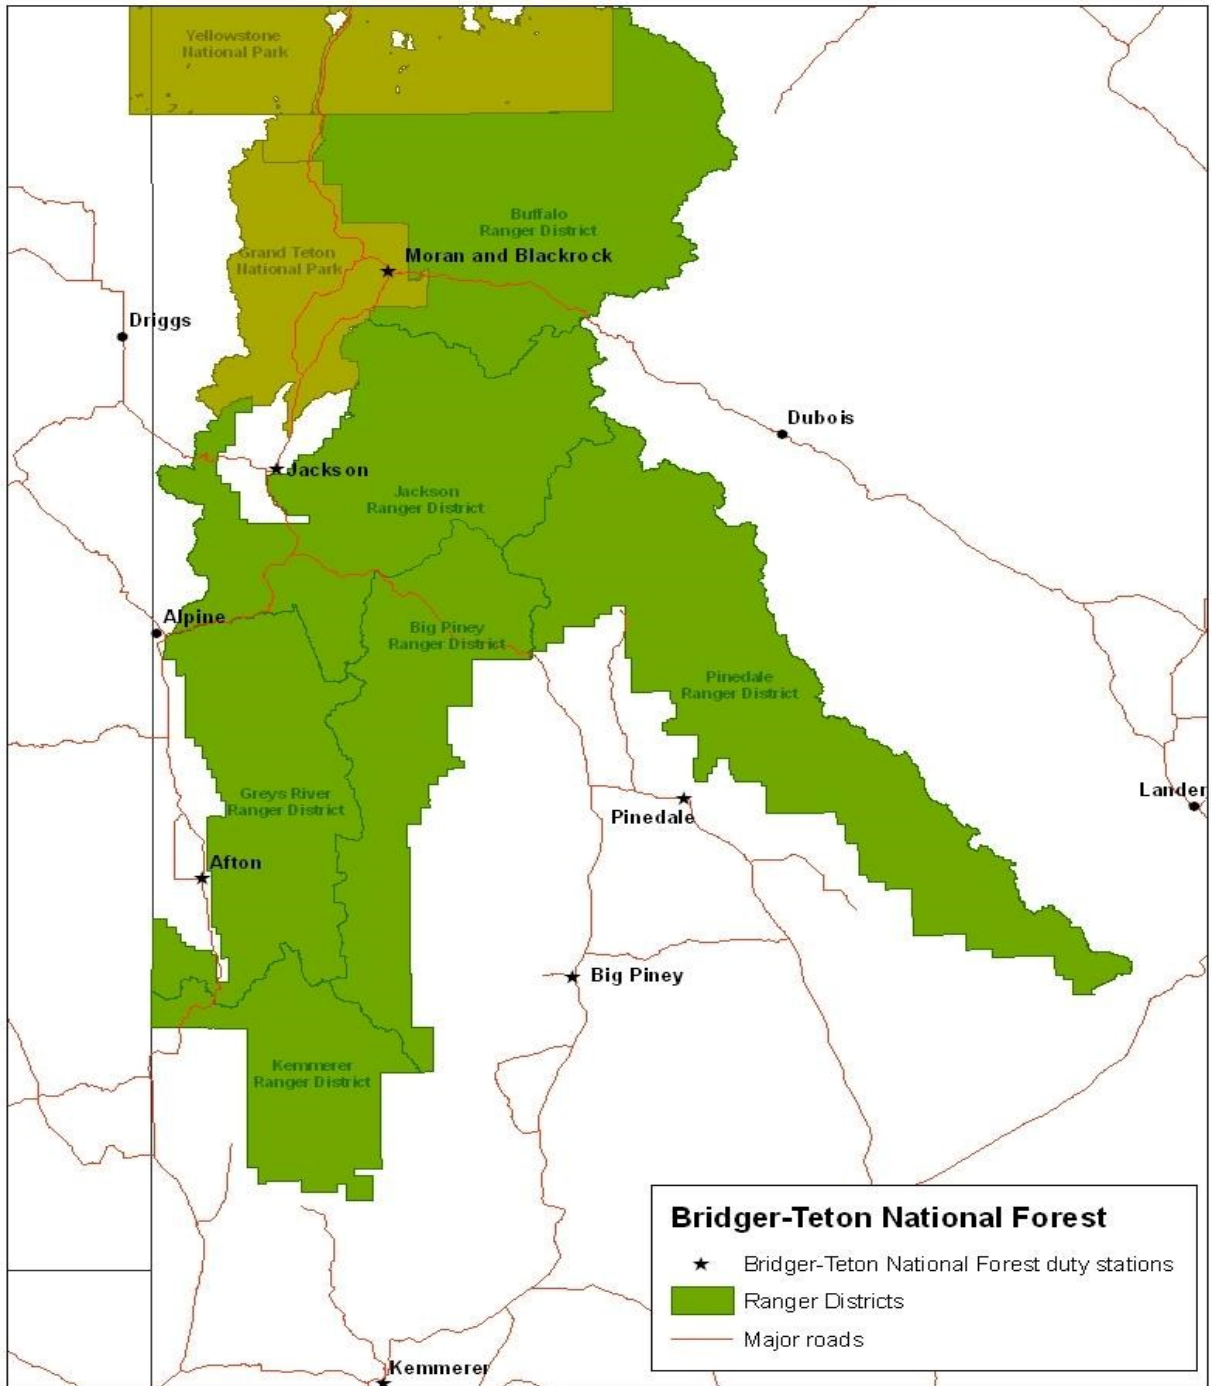 Yellowstone
National Park
Buffalo
Ranger District
Grand Teton
National Park
Moran and Blackrock
Driggs
Dubois
Jackson
Jackson
Ranger District
Alpine
Big Piney
Ranger District
Pinedale
Ranger District
Greys River
Ranger District
Lander
Pinedale
Afton
Big Piney
Kemmerer
Ranger District
Bridger-Teton National Forest
Bridger-Teton National Forest duty stations
Ranger Districts
Major roads
Kemmerer